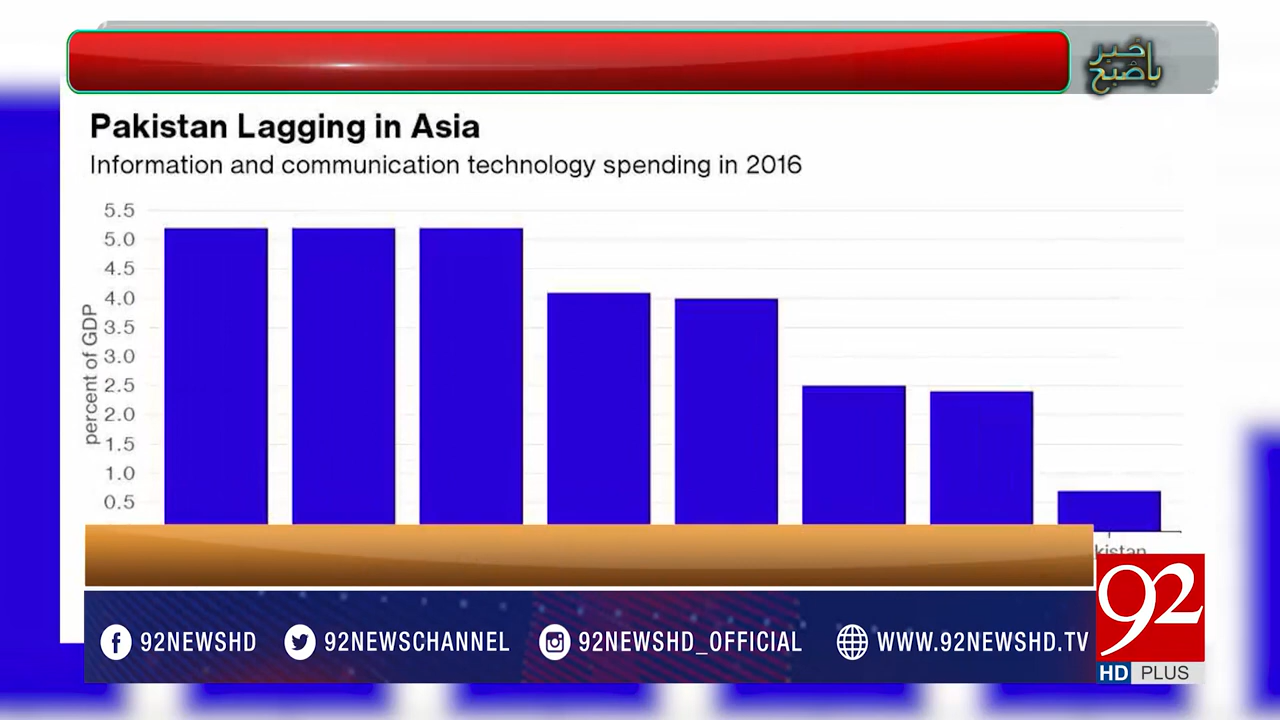 باخبر
صبح
Pakistan Lagging in Asia
Information and communication technology spending in 2016
percent of GDP
5.5
5.0
4.5
4.0
3.5
3.0
2.5
2.0
1.5
1.0
0.5
kistan
92NEWSHD
92NEWSCHANNEL
92NEWSHD_OFFICIAL
WWW.92NEWSHD.TV
92
HD PLUS